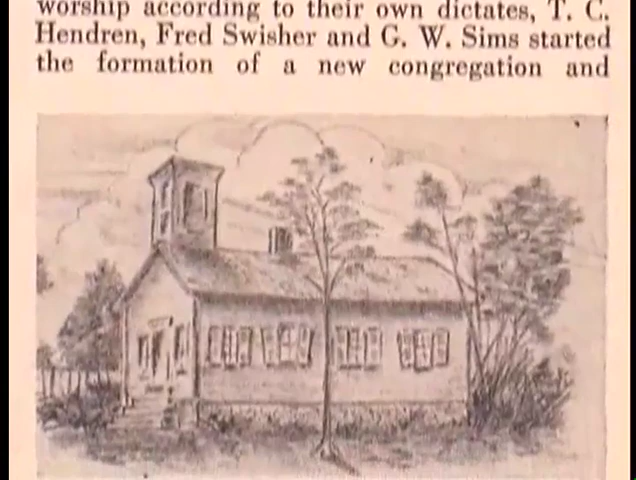 worship according to their own dictates, T. C.
Hendren, Fred Swisher and G. W. Sims started
the formation of a new congregation and